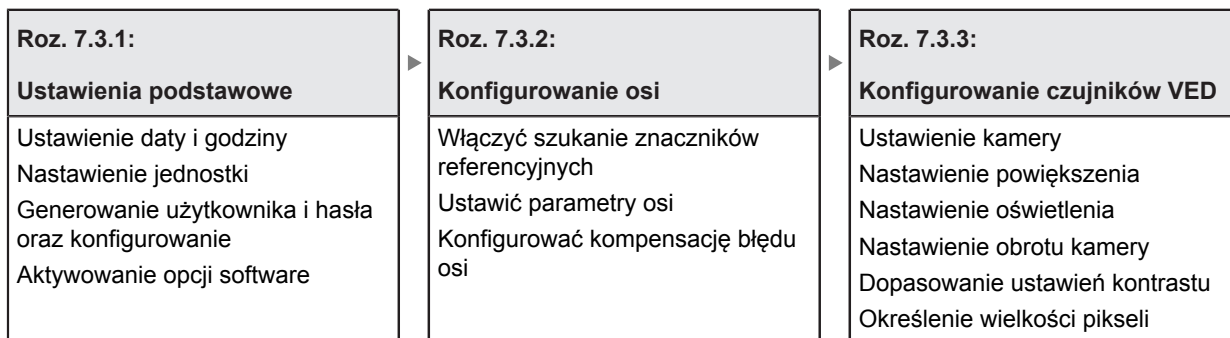 Roz. 7.3.1:
Ustawienia podstawowe
Ustawienie daty i godziny
Nastawienie jednostki
Generowanie użytkownika i hasła
oraz konfigurowanie
Aktywowanie opcji software
Roz. 7.3.2:
Konfigurowanie osi
Włączyć szukanie znaczników
referencyjnych
Ustawić parametry osi
Konfigurować kompensację błędu
osi
Roz. 7.3.3:
Konfigurowanie czujników VED
Ustawienie kamery
Nastawienie powiększenia
Nastawienie oświetlenia
Nastawienie obrotu kamery
Dopasowanie ustawień kontrastu
Określenie wielkości pikseli